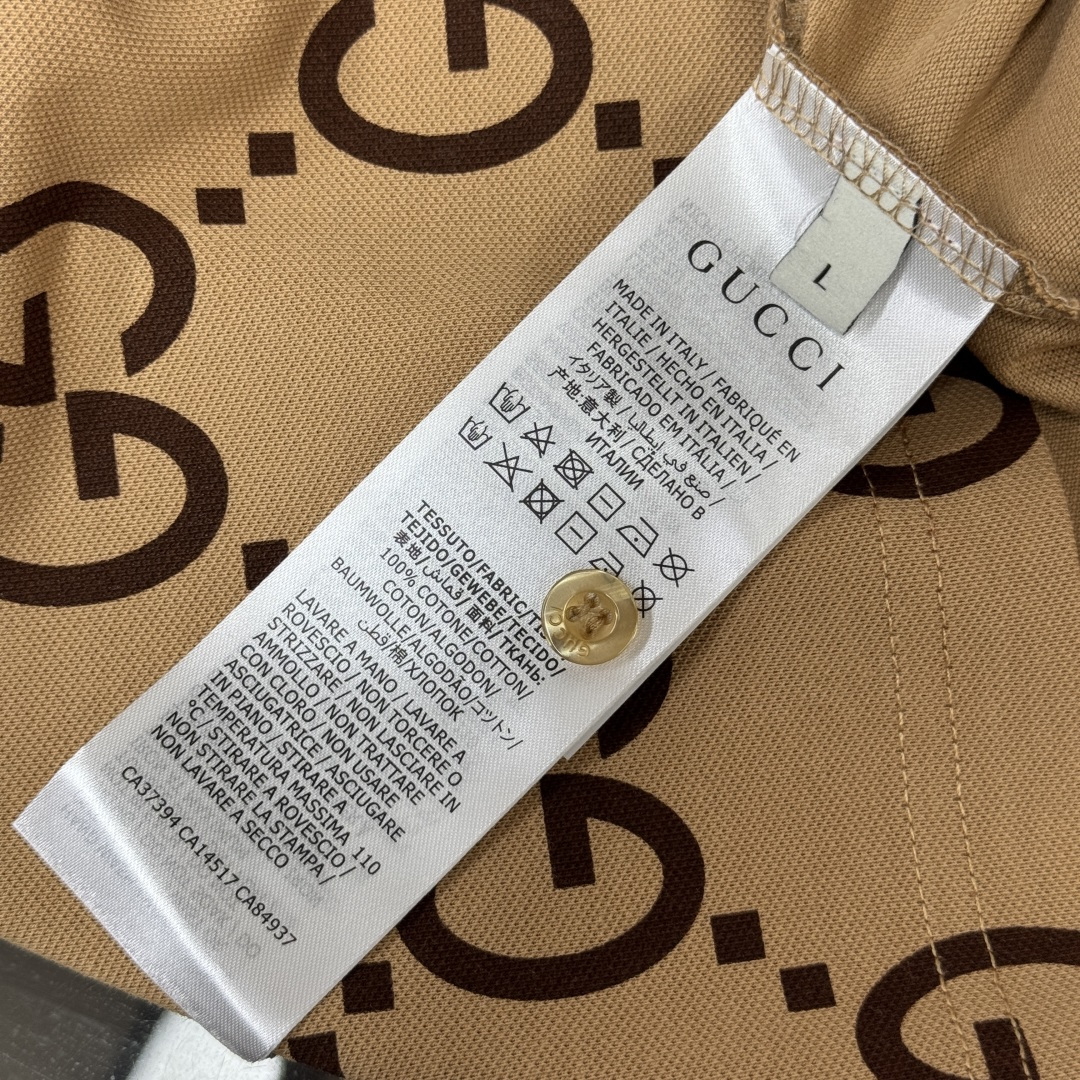 L
GUCCI
MADE IN ITALY / FABRIQUÉ EN
ITALIE / HECHO EN ITALIA /
HERGESTELLT IN ITALIEN /
FABRICADO EM ITÁLIA /
イタリア製 / صنع في إيطاليا /
产地:意大利 / СДЕЛАНО В
ИТАЛИИ
TESSUTO/FABRIC/
TEJIDO/GEWEBE/TECIDO/
表地/قماش/面料/ТКАНЬ:
100% COTONE/COTTON/
COTON/ALGODON/
BAUMWOLLE/ALGODÃO/コットン/
قطن/棉/ХЛОПОК
LAVARE A MANO / LAVARE A
ROVESCIO / NON TORCERE O
STRIZZARE / NON LASCIARE IN
AMMOLLO / NON TRATTARE
CON CLORO / NON USARE
ASCIUGATRICE / ASCIUGARE
IN PIANO / STIRARE A
TEMPERATURA MASSIMA 110
°C/ STIRARE A ROVESCIO /
NON STIRARE LA STAMPA /
NON LAVARE A SECCO
CA37394 CA14517 CA84937
GUCCI